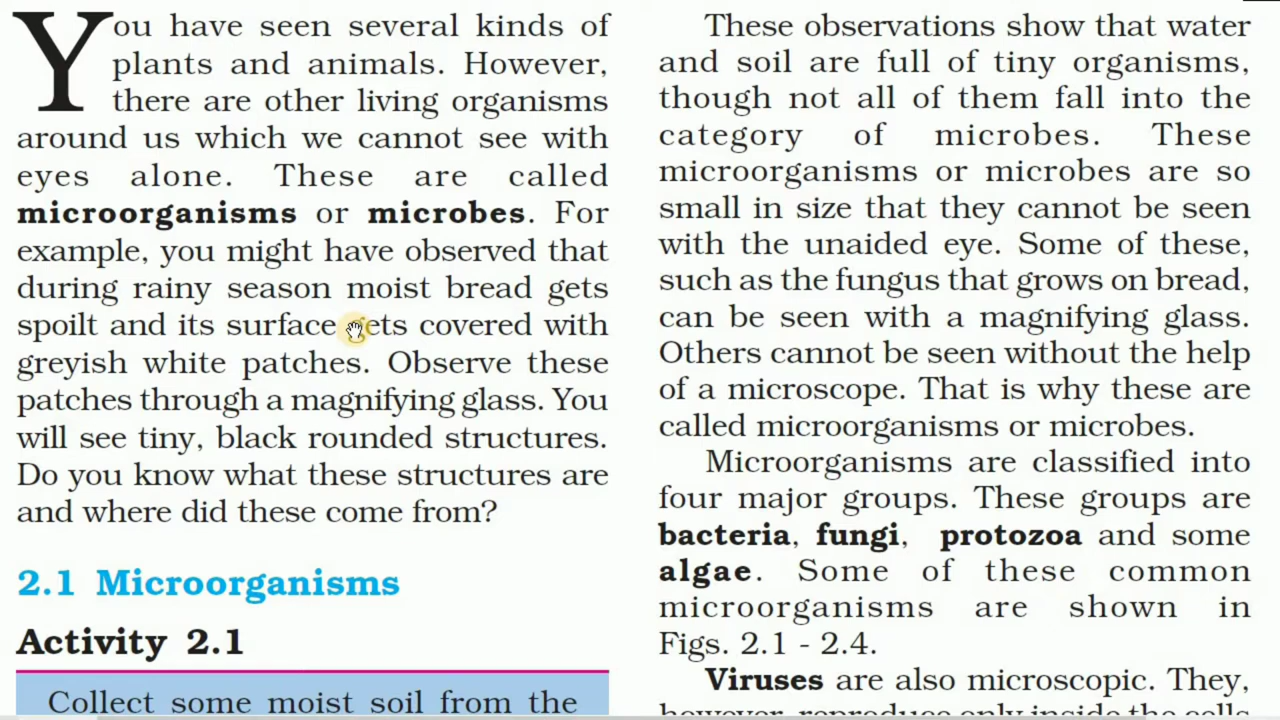 You have seen several kinds of
plants and animals. However,
there are other living organisms
around us which we cannot see with
eyes alone. These are called
microorganisms or microbes. For
example, you might have observed that
during rainy season moist bread gets
spoilt and its surface gets covered with
greyish white patches. Observe these
patches through a magnifying glass. You
will see tiny, black rounded structures.
Do you know what these structures are
and where did these come from?
2.1 Microorganisms
Activity 2.1
Collect some moist soil from the
These observations show that water
and soil are full of tiny organisms,
though not all of them fall into the
category of microbes. These
microorganisms or microbes are so
small in size that they cannot be seen
with the unaided eye. Some of these,
such as the fungus that grows on bread,
can be seen with a magnifying glass.
Others cannot be seen without the help
of a microscope. That is why these are
called microorganisms or microbes.
Microorganisms are classified into
four major groups. These groups are
bacteria, fungi, protozoa and some
algae. Some of these common
microorganisms are shown in
Figs. 2.1 - 2.4.
Viruses are also microscopic. They,
however, reproduce only inside the cells